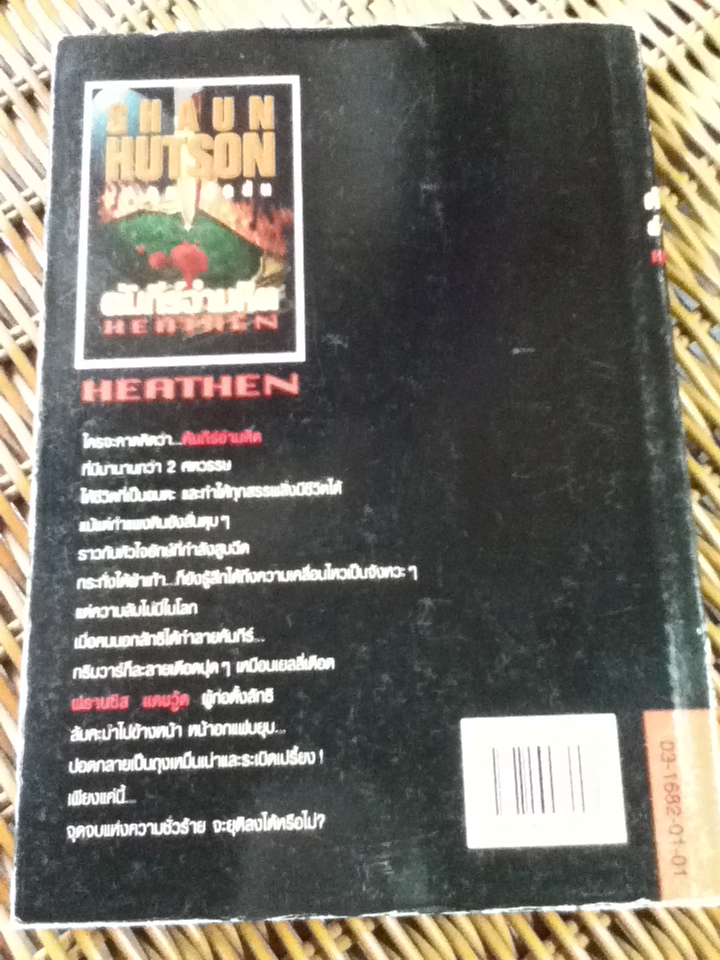 SHAUN
HUTSON
คัมภีร์อำมหิต
HEATHEN
HEATHEN
ใครจะคาดคิดว่า...คัมภีร์อำมหิต
ที่มีมานานกว่า 2 ศตวรรษ
ให้ชีวิตที่เป็นอมตะ และทำให้ทุกสรรพสิ่งมีชีวิตได้
แม้แต่กำแพงหินยังสั่นตุบ ๆ
ราวกับหัวใจยักษ์ที่กำลังสูบฉีด
กระทั่งใต้ฝ่าเท้า...ก็ยังรู้สึกได้ถึงความเคลื่อนไหวเป็นจังหวะ ๆ
แต่ความลับไม่มีในโลก
เมื่อคนนอกลัทธิได้ทำลายคัมภีร์...
กริมวาร์ก็ละลายเดือดปุด ๆ เหมือนเยลลี่เดือด
ฟรานซิส แดชวู้ด ผู้ก่อตั้งลัทธิ
ล้มคะมำไปข้างหน้า หน้าอกแฟบยุบ...
ปอดกลายเป็นถุงเหม็นเน่าและระเบิดเปรี้ยง !
เพียงแค่นี้...
จุดจบแห่งความชั่วร้าย จะยุติลงได้หรือไม่?
03-1682-01-01